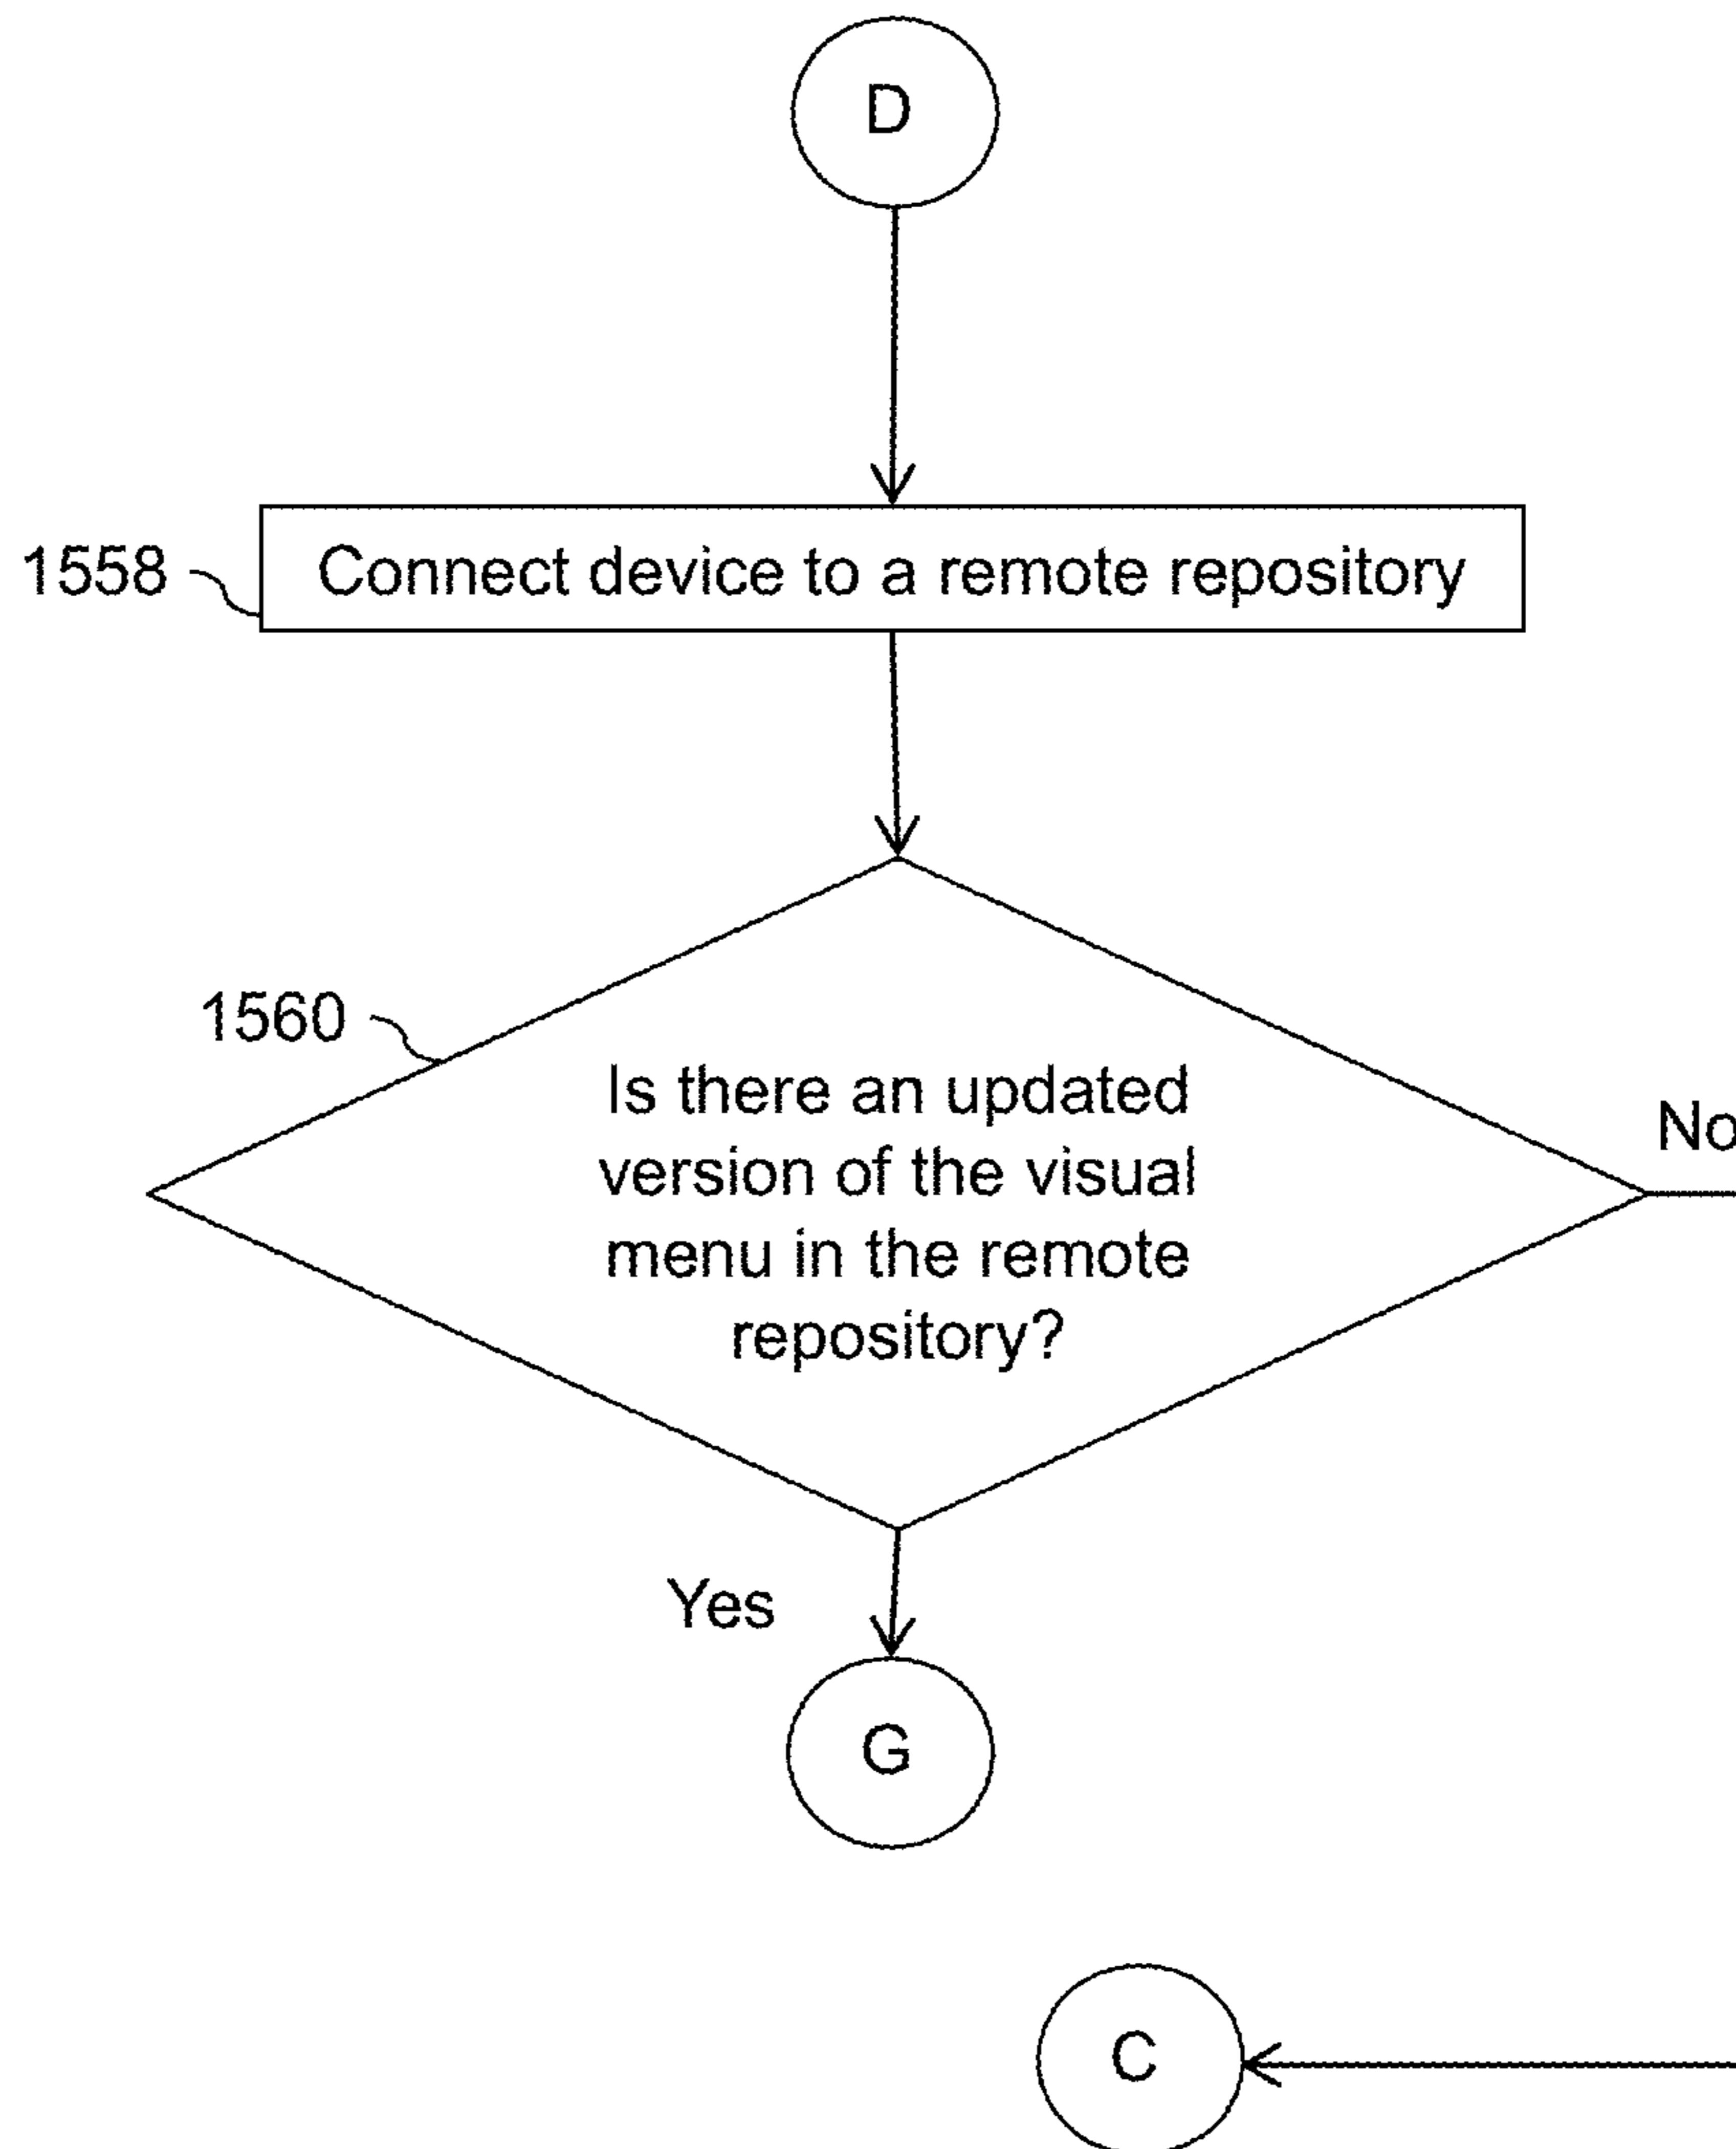 D
1558
Connect device to a remote repository
1560
Is there an updated
version of the visual
menu in the remote
repository?
No
Yes
G
C